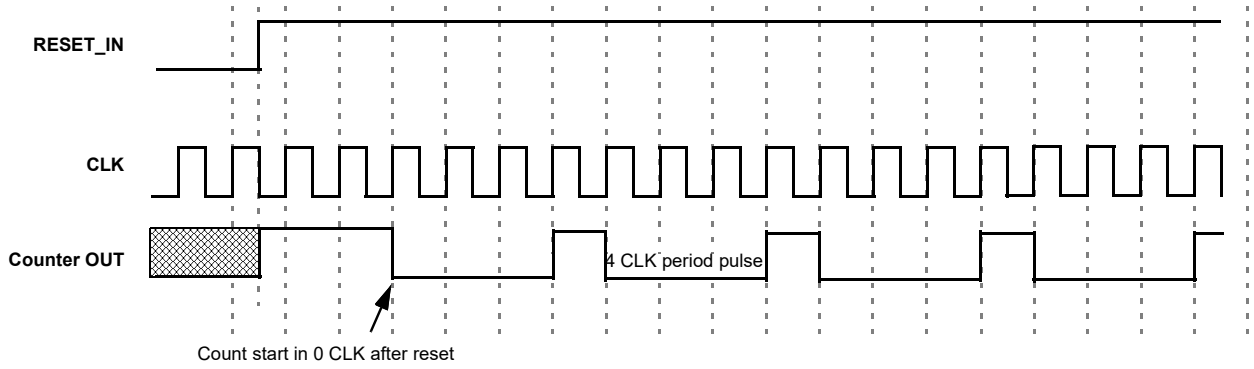 RESET_IN
CLK
Counter OUT
4 CLK period pulse
Count start in 0 CLK after reset